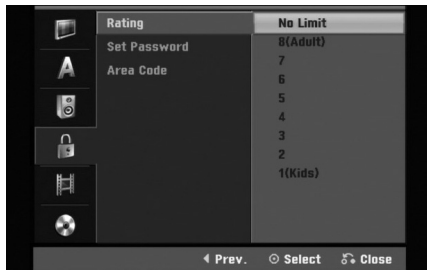 Rating
Set Password
Area Code
No Limit
8(Adult)
7
6
5
4
3
2
1(Kids)
A
Prev.
Select
Close